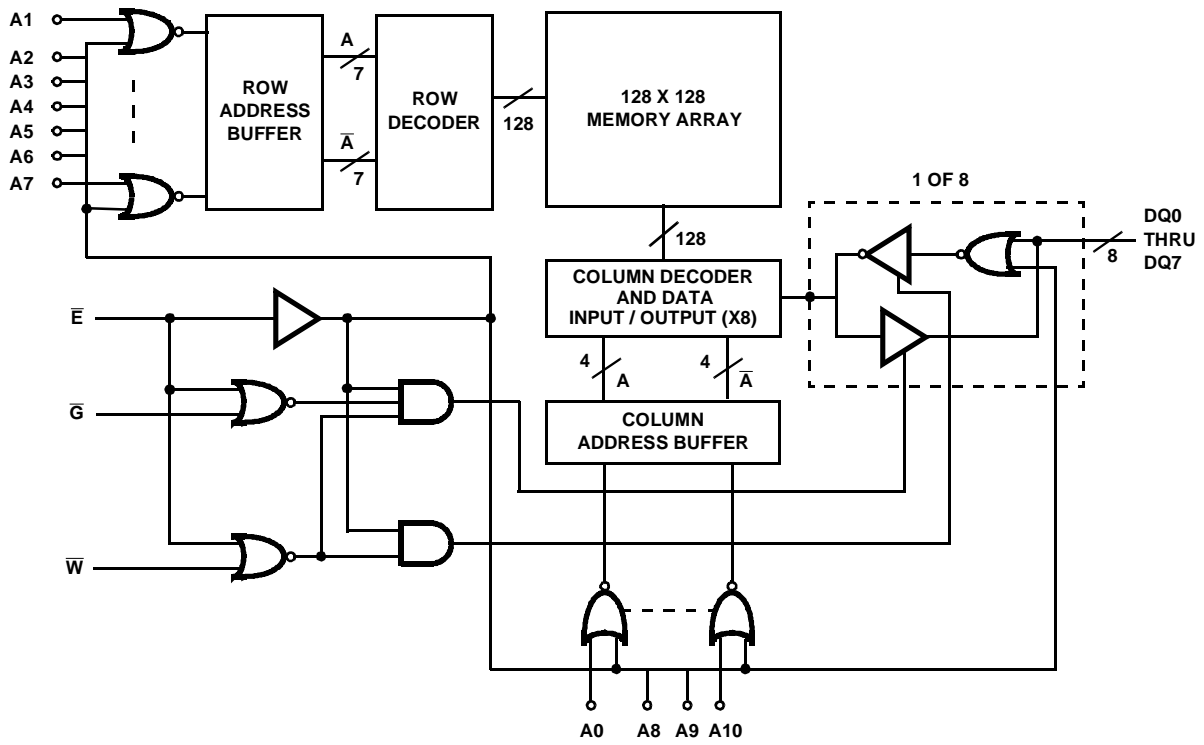 A1
A2
A3
A4
A5
A6
A7
ROW
ADDRESS
BUFFER
A
7
A̅
7
ROW
DECODER
128
128 X 128
MEMORY ARRAY
128
1 OF 8
DQ0
THRU
DQ7
8
COLUMN DECODER
AND DATA
INPUT / OUTPUT (X8)
4
A
4
A̅
COLUMN
ADDRESS BUFFER
E̅
G̅
W̅
A0
A8
A9
A10